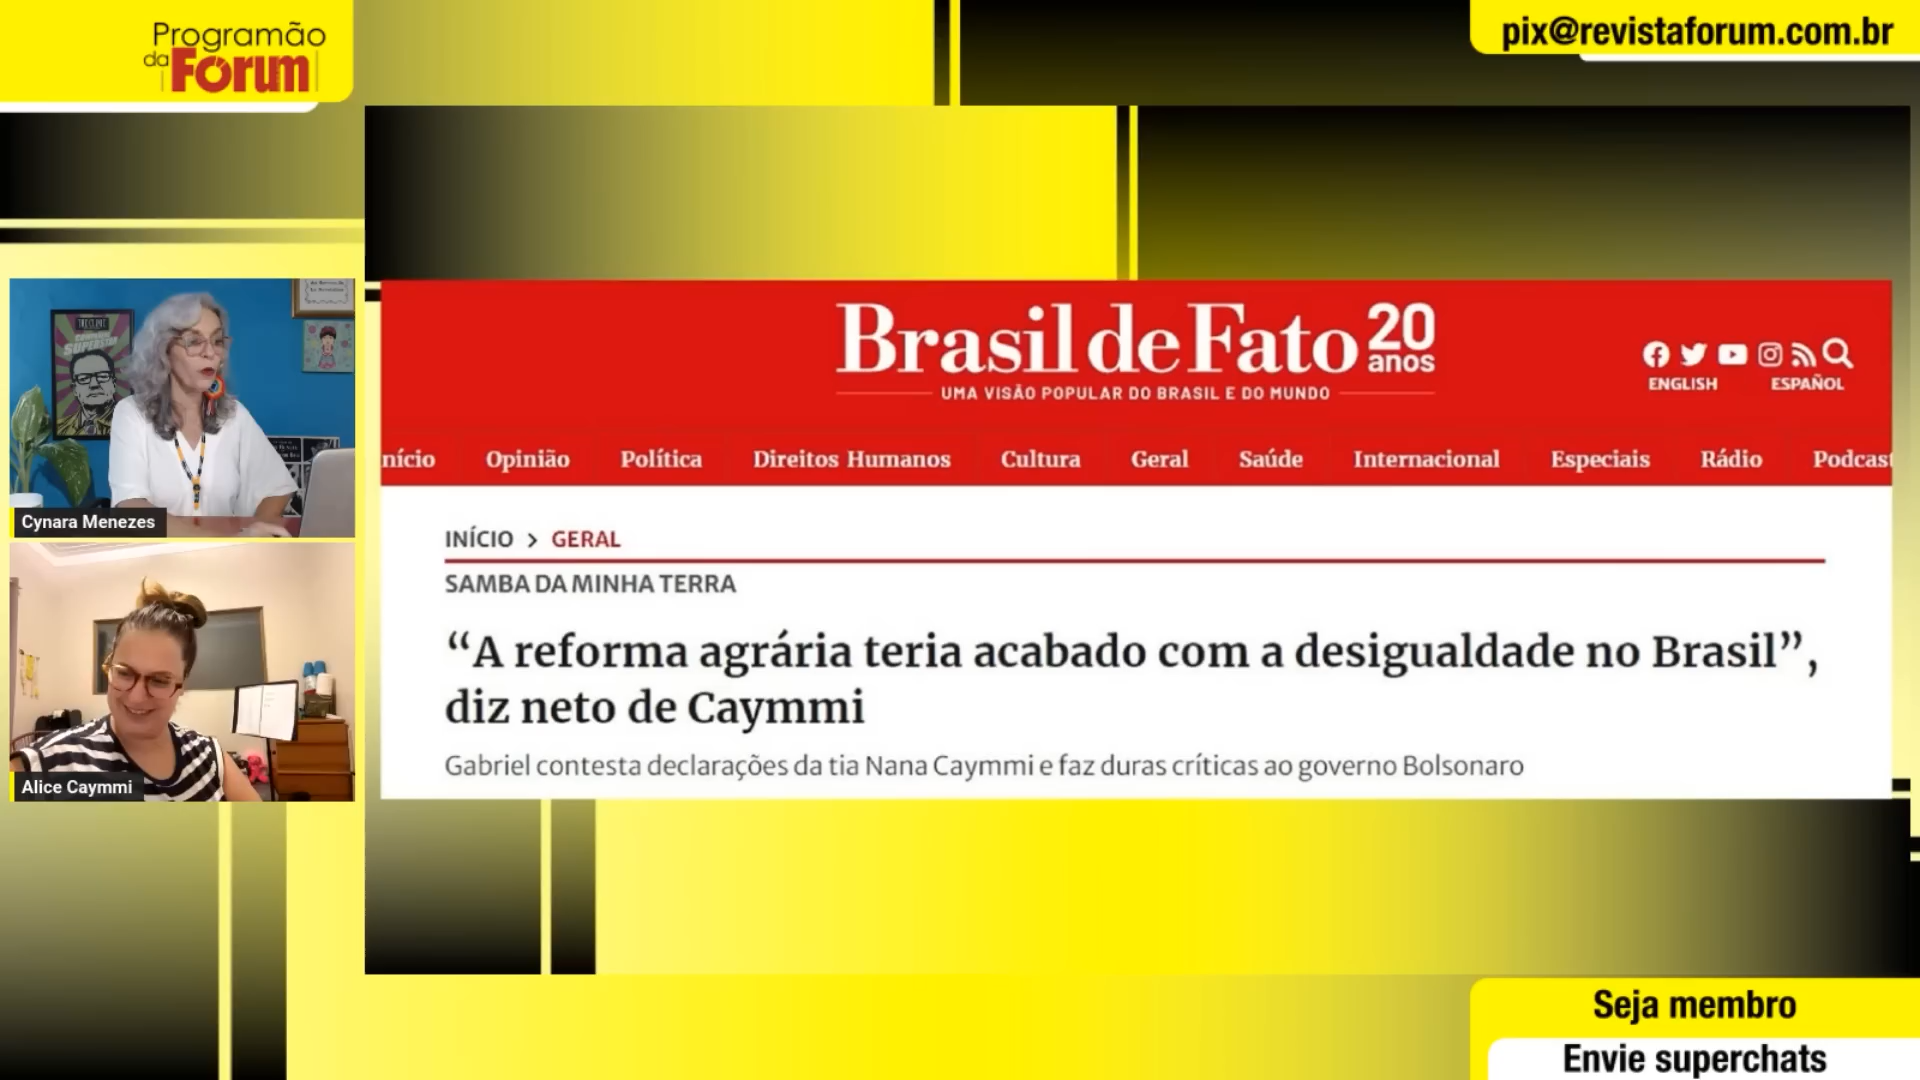 Programão
da
Fórum
pix@revistaforum.com.br
Brasil de Fato 20 anos
UMA VISÃO POPULAR DO BRASIL E DO MUNDO
ENGLISH ESPAÑOL
nício Opinião Política Direitos Humanos Cultura Geral Saúde Internacional Especiais Rádio Podcast
INÍCIO > GERAL
SAMBA DA MINHA TERRA
“A reforma agrária teria acabado com a desigualdade no Brasil”,
diz neto de Caymmi
Gabriel contesta declarações da tia Nana Caymmi e faz duras críticas ao governo Bolsonaro
SUPERSTAR
Cynara Menezes
Alice Caymmi
Seja membro
Envie superchats